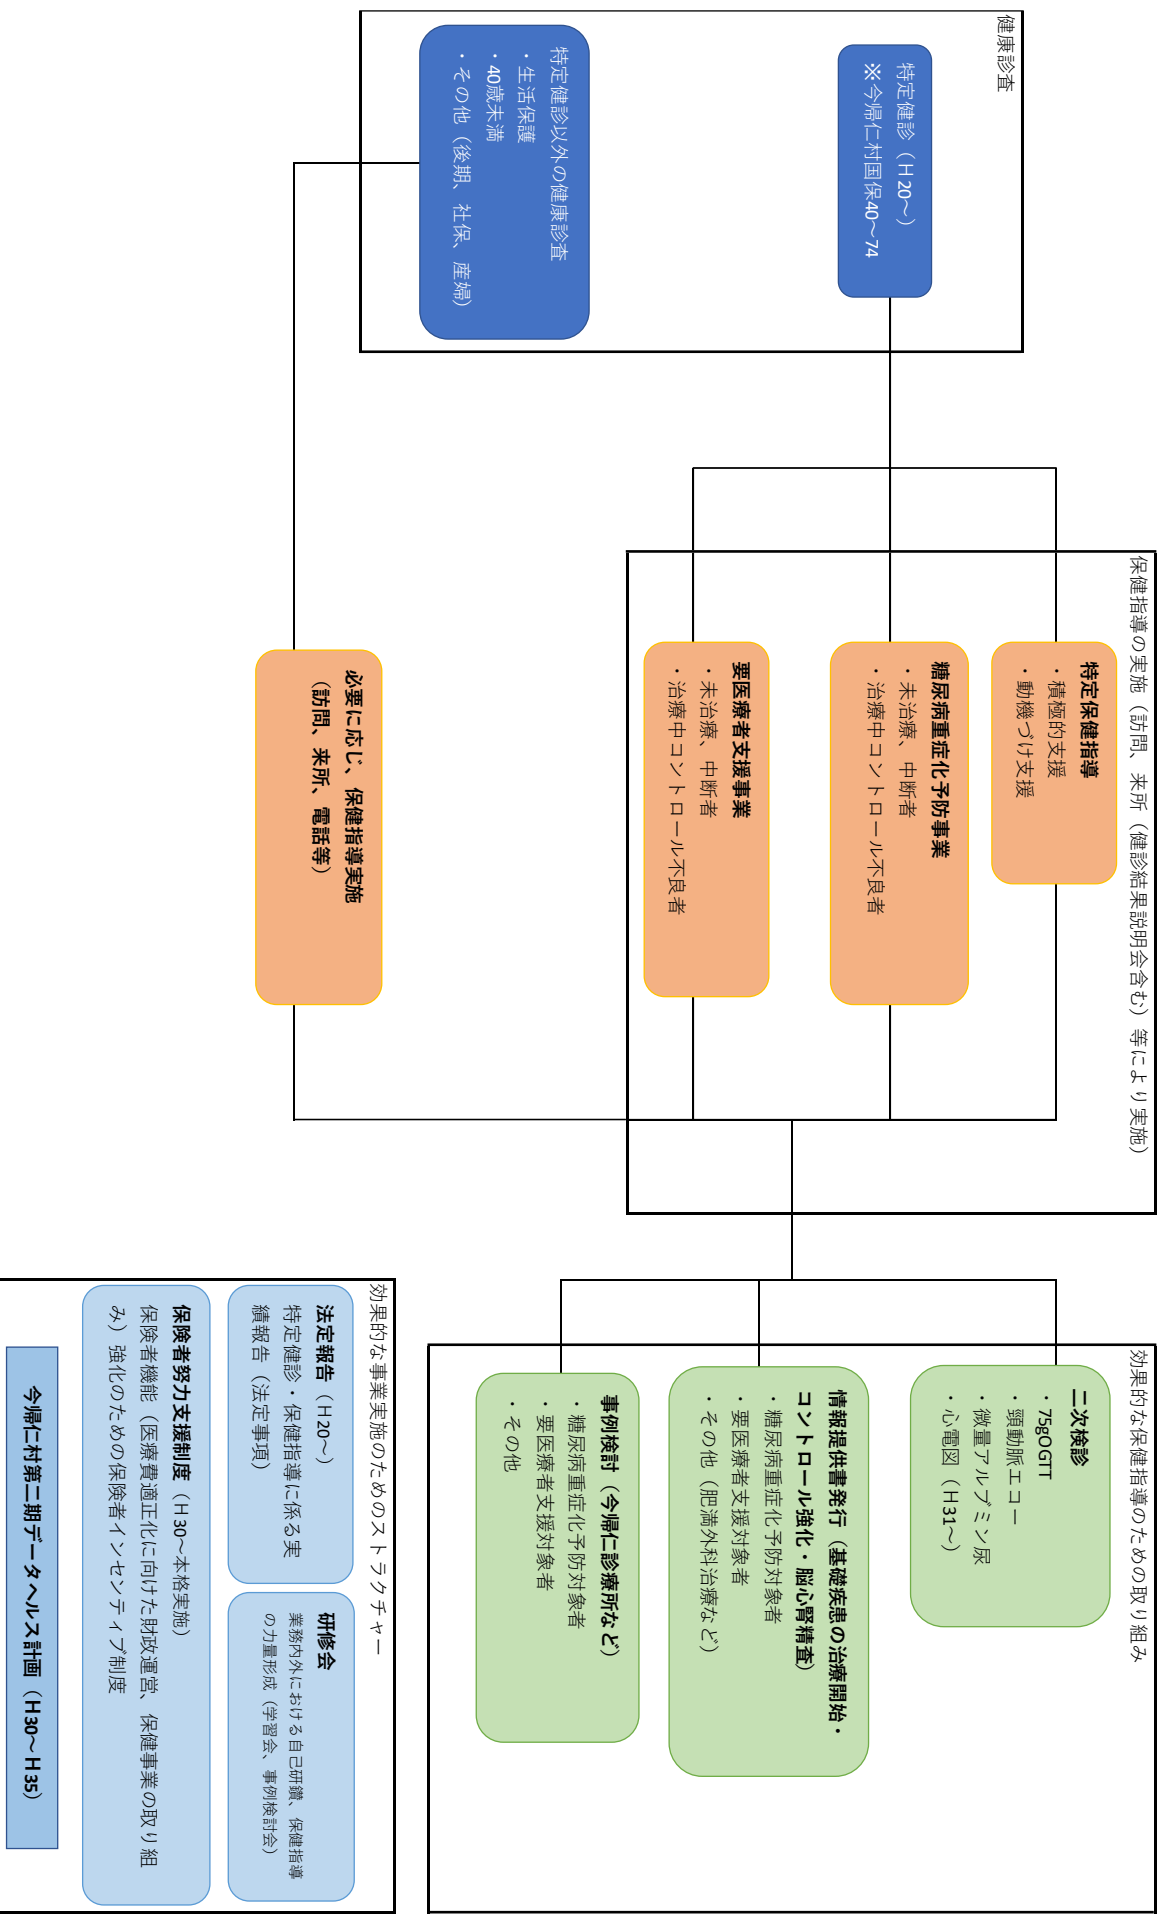 健康診査
特定健診（H20～）
※今帰仁村国保40～74
特定健診以外の健康診査
・生活保護
・40歳未満
・その他（後期、社保、産婦）
保健指導の実施（訪問、来所（健診結果説明会含む）等により実施）
特定保健指導
・積極的支援
・動機づけ支援
糖尿病重症化予防事業
・未治療、中断者
・治療中コントロール不良者
要医療者支援事業
・未治療、中断者
・治療中コントロール不良者
必要に応じ、保健指導実施
（訪問、来所、電話等）
効果的な保健指導のための取り組み
二次検診
・75gOGTT
・頸動脈エコー
・微量アルブミン尿
・心電図（H31～）
情報提供書発行（基礎疾患の治療開始・
コントロール強化・脳心腎精査）
・糖尿病重症化予防対象者
・要医療者支援対象者
・その他（肥満外科治療など）
事例検討（今帰仁診療所など）
・糖尿病重症化予防対象者
・要医療者支援対象者
・その他
効果的な事業実施のためのストラクチャー
法定報告（H20～）
特定健診・保健指導に係る実
績報告（法定事項）
研修会
業務内外における自己研鑽、保健指導
の力量形成（学習会、事例検討会）
保険者努力支援制度（H30～本格実施）
保険者機能（医療費適正化に向けた財政運営、保健事業の取り組
み）強化のための保険者インセンティブ制度
今帰仁村第二期データヘルス計画（H30～H35）